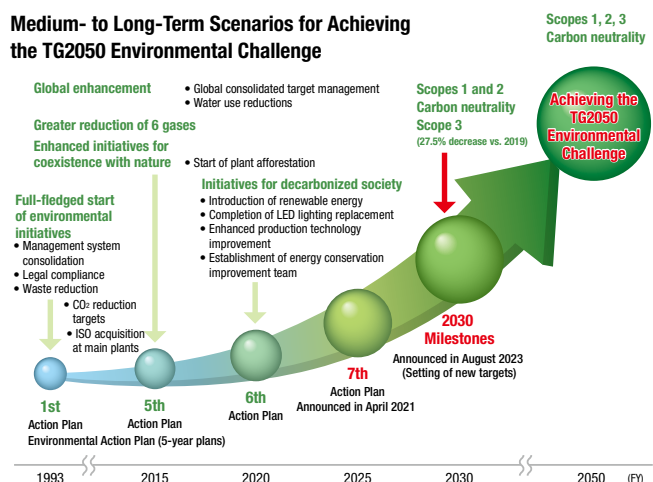 Medium- to Long-Term Scenarios for Achieving
the TG2050 Environmental Challenge
Scopes 1, 2, 3
Carbon neutrality
Achieving the
TG2050
Environmental
Challenge
Global enhancement
• Global consolidated target management
• Water use reductions
Greater reduction of 6 gases
Enhanced initiatives for
coexistence with nature
• Start of plant afforestation
Scopes 1 and 2
Carbon neutrality
Scope 3
(27.5% decrease vs. 2019)
Initiatives for decarbonized society
• Introduction of renewable energy
• Completion of LED lighting replacement
• Enhanced production technology
improvement
• Establishment of energy conservation
improvement team
Full-fledged start
of environmental
initiatives
• Management system
consolidation
• Legal compliance
• Waste reduction
• CO2 reduction
targets
• ISO acquisition
at main plants
1st
Action Plan
5th
Action Plan
Environmental Action Plan (5-year plans)
6th
Action Plan
7th
Action Plan
Announced in April 2021
2030
Milestones
Announced in August 2023
(Setting of new targets)
1993 2015 2020 2025 2030 2050 (FY)